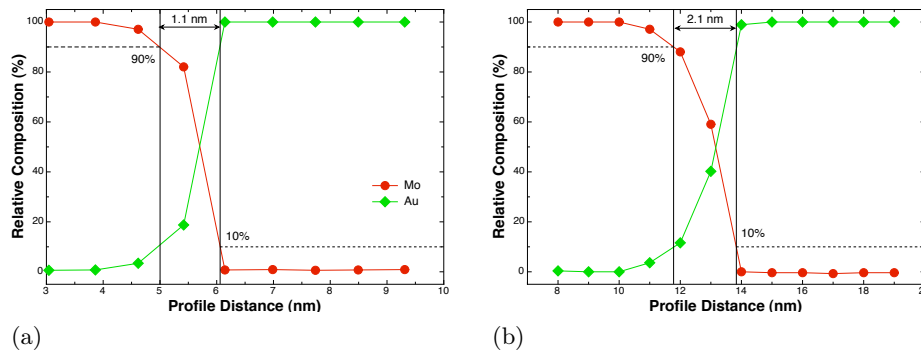 1.1 nm
100
80
60
40
20
0
90%
10%
Mo
Au
Relative Composition (%)
3 4 5 6 7 8 9 10
Profile Distance (nm)
(a)
2.1 nm
100
80
60
40
20
0
90%
10%
Relative Composition (%)
8 10 12 14 16 18 2
Profile Distance (nm)
(b)